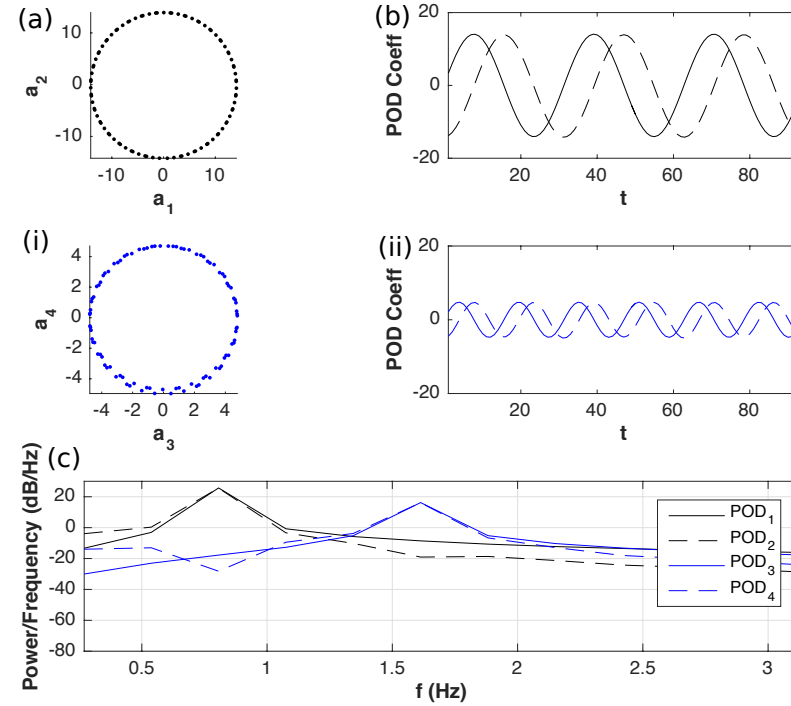 (a)
10
0
-10
a2
-10 0 10
a1
(b)
20
0
-20
POD Coeff
20 40 60 80
t
(i)
4
2
0
-2
-4
a4
-4 -2 0 2 4
a3
(ii)
20
0
-20
POD Coeff
20 40 60 80
t
(c)
Power/Frequency (dB/Hz)
20
0
-20
-40
-60
-80
0.5 1 1.5 2 2.5 3
f (Hz)
POD1
POD2
POD3
POD4